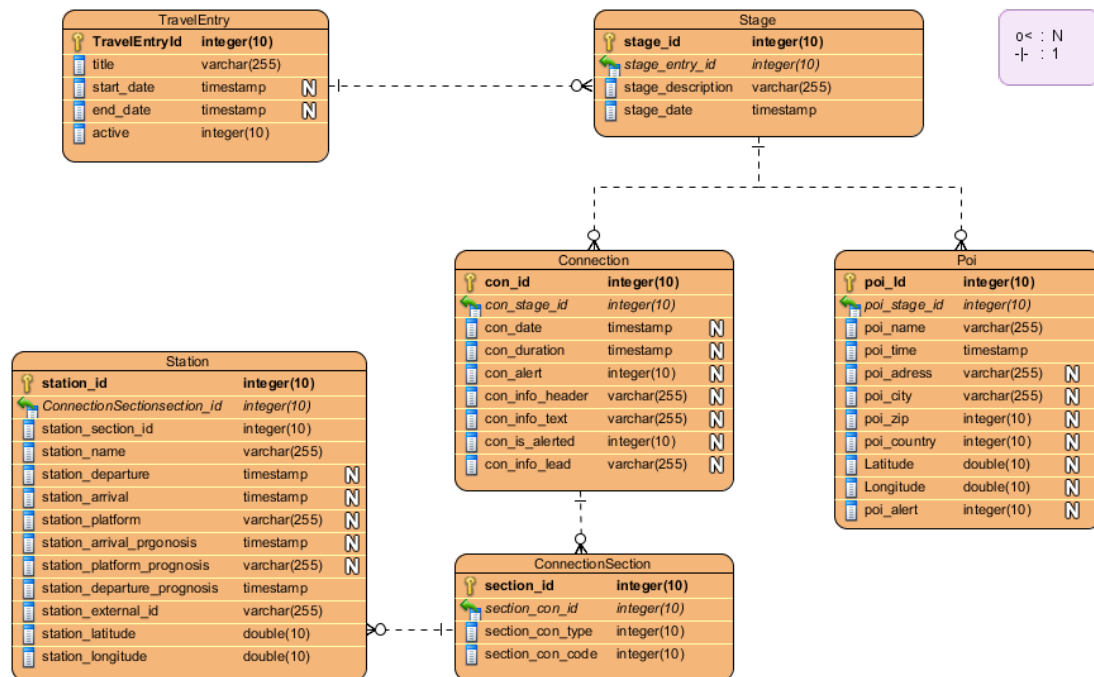 TravelEntry
TravelEntryId integer(10)
title varchar(255)
start_date timestamp N
end_date timestamp N
active integer(10)
Stage
stage_id integer(10)
stage_entry_id integer(10)
stage_description varchar(255)
stage_date timestamp
o< : N
-|- : 1
Connection
con_id integer(10)
con_stage_id integer(10)
con_date timestamp N
con_duration timestamp N
con_alert integer(10) N
con_info_header varchar(255) N
con_info_text varchar(255) N
con_is_alerted integer(10) N
con_info_lead varchar(255) N
Poi
poi_Id integer(10)
poi_stage_id integer(10)
poi_name varchar(255)
poi_time timestamp
poi_adress varchar(255) N
poi_city varchar(255) N
poi_zip integer(10) N
poi_country integer(10) N
Latitude double(10) N
Longitude double(10) N
poi_alert integer(10) N
Station
station_id integer(10)
ConnectionSectionsection_id integer(10)
station_section_id integer(10)
station_name varchar(255)
station_departure timestamp N
station_arrival timestamp N
station_platform varchar(255) N
station_arrival_prgonosis timestamp N
station_platform_prognosis varchar(255) N
station_departure_prognosis timestamp
station_external_id varchar(255)
station_latitude double(10)
station_longitude double(10)
ConnectionSection
section_id integer(10)
section_con_id integer(10)
section_con_type integer(10)
section_con_code integer(10)